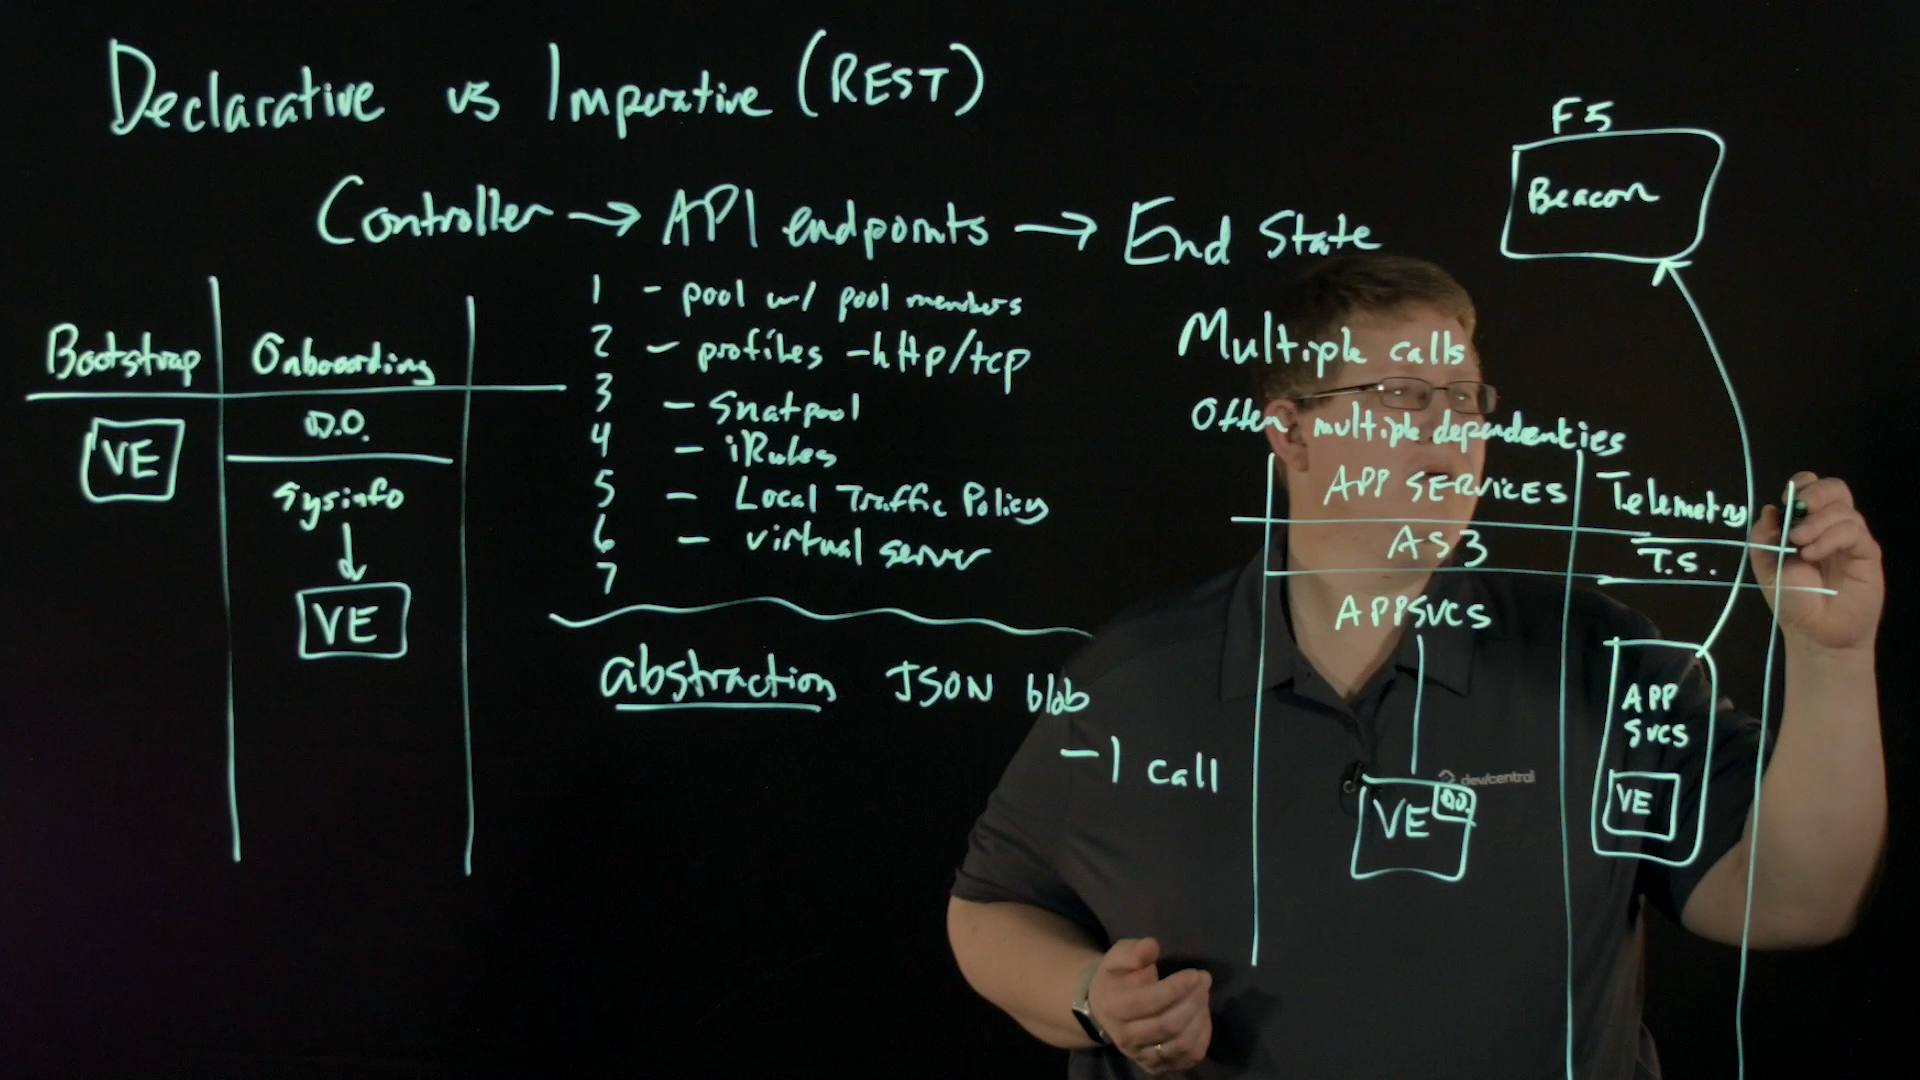 Declarative vs Imperative (REST)
F5
Beacon
Controller → API endpoints → End State
1 - pool w/ pool members
2 - profiles - http/tcp
3 - Snatpool
4 - iRules
5 - Local Traffic Policy
6 - virtual server
7
Multiple calls
Often multiple dependencies
Bootstrap
VE
Onboarding
D.O.
Sysinfo
VE
abstraction JSON blob
- 1 call
APP SERVICES
AS3
APPSVCS
VE
D.O.
Telemetry
T.S.
APP
SVCS
VE
dev/central